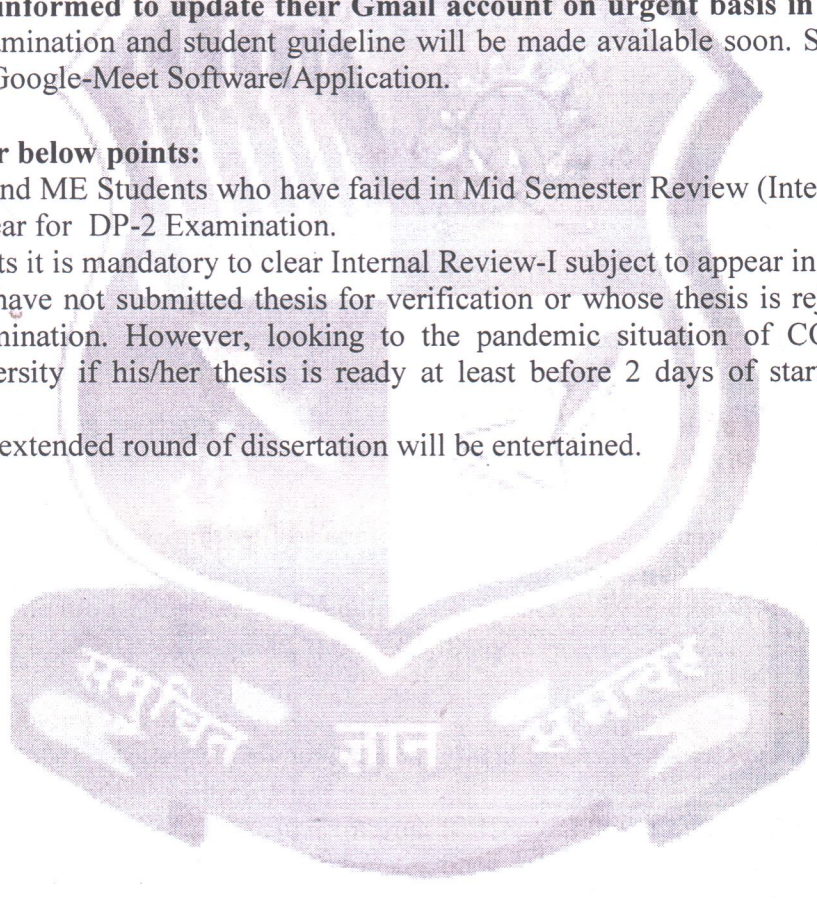 informed to update their Gmail account on urgent basis in
mination and student guideline will be made available soon. S
Google-Meet Software/Application.
r below points:
nd ME Students who have failed in Mid Semester Review (Inte
ear for DP-2 Examination.
ts it is mandatory to clear Internal Review-I subject to appear in
have not submitted thesis for verification or whose thesis is re
mination. However, looking to the pandemic situation of CO
ersity if his/her thesis is ready at least before 2 days of star
extended round of dissertation will be entertained.
समुचित ज्ञान समन्वय